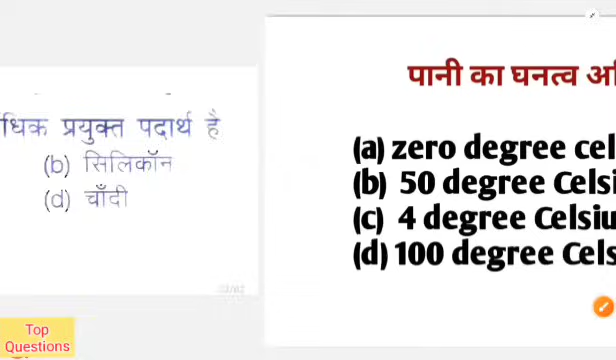 धिक प्रयुक्त पदार्थ है
(b) सिलिकॉन
(d) चाँदी
Top
Questions
पानी का घनत्व
(a) zero degree cel
(b) 50 degree Celsi
(c) 4 degree Celsiu
(d) 100 degree Cels